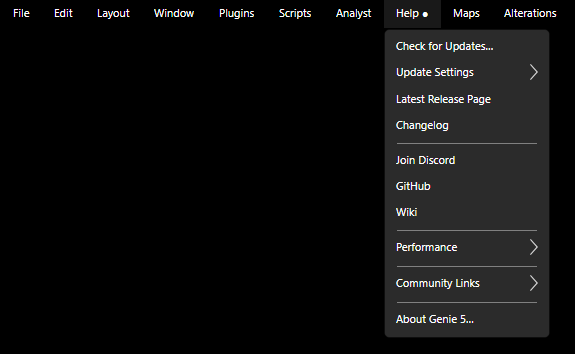 File Edit Layout Window Plugins Scripts Analyst Help ● Maps Alterations
Check for Updates...
Update Settings
Latest Release Page
Changelog
Join Discord
GitHub
Wiki
Performance
Community Links
About Genie 5...